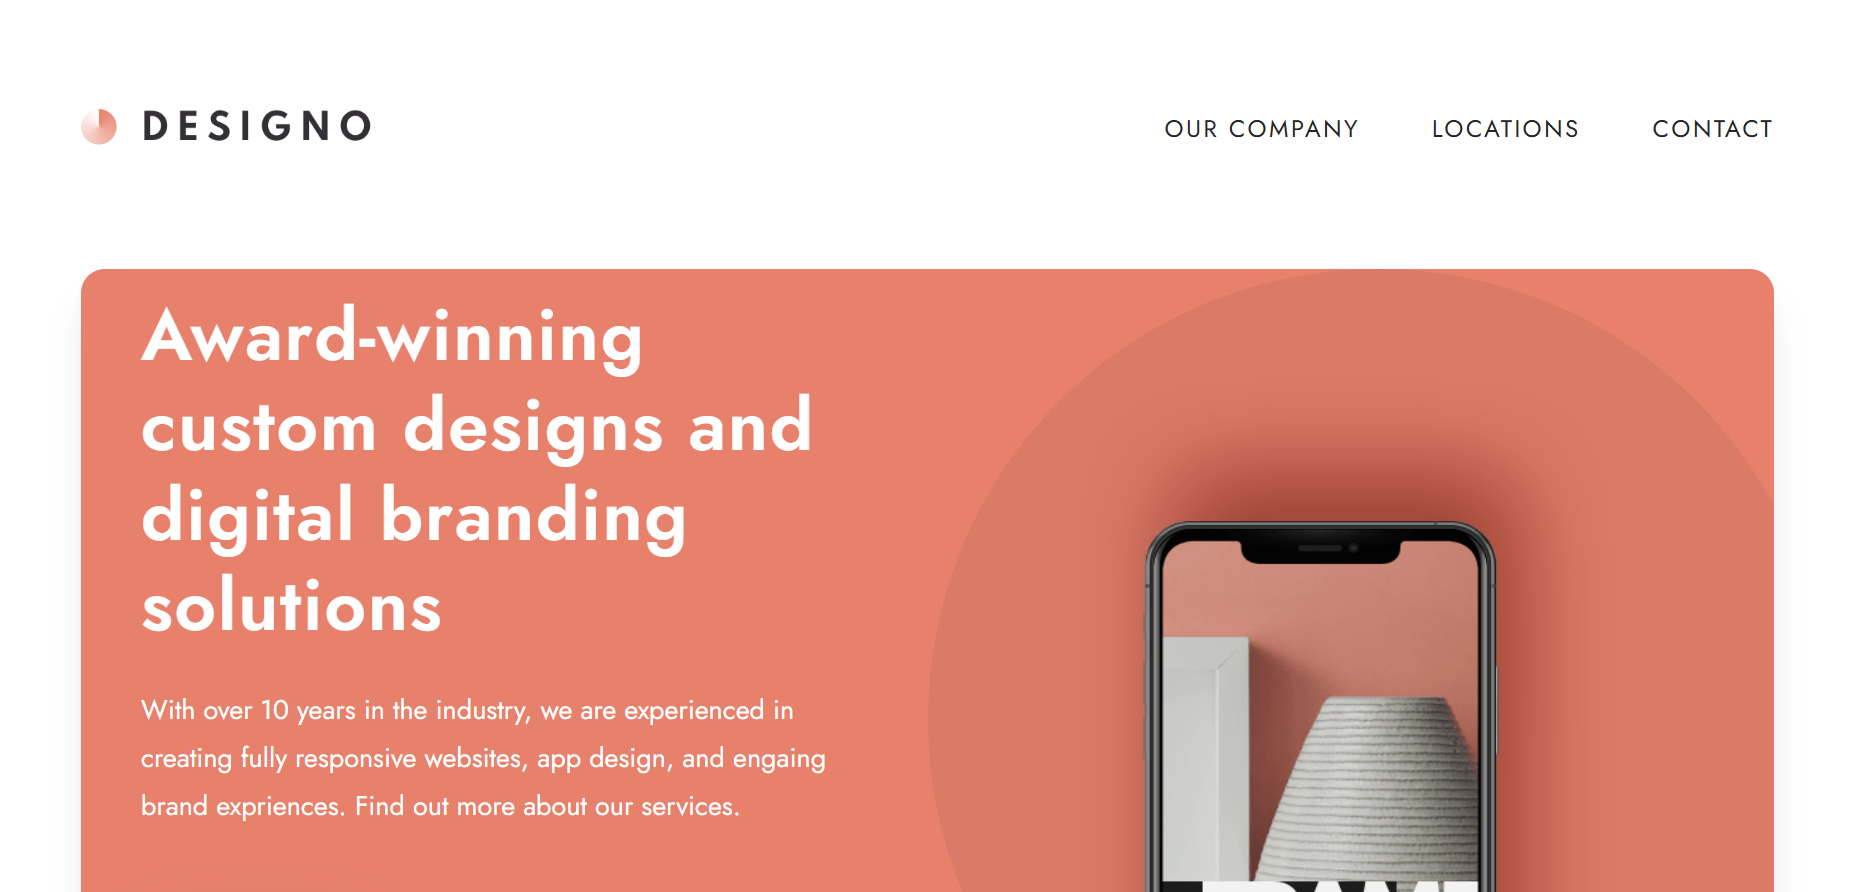 DESIGNO
OUR COMPANY
LOCATIONS
CONTACT
Award-winning
custom designs and
digital branding
solutions
With over 10 years in the industry, we are experienced in
creating fully responsive websites, app design, and engaing
brand expriences. Find out more about our services.